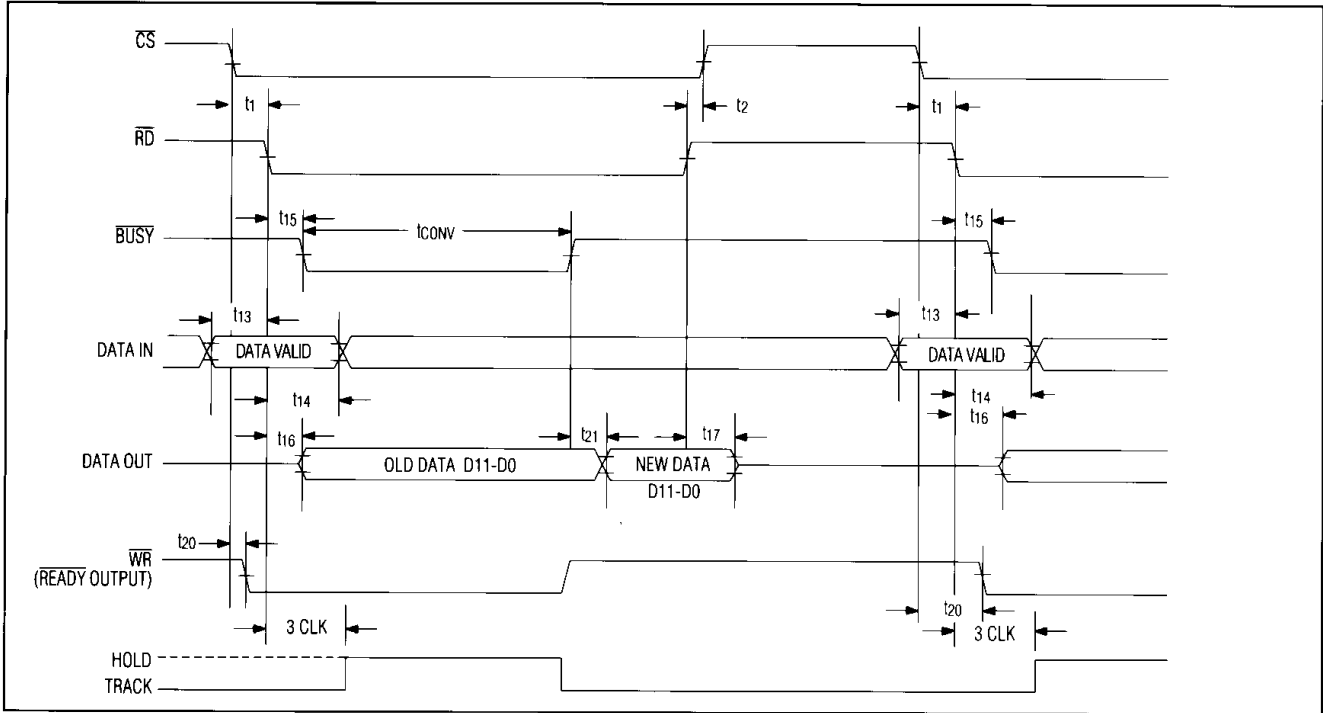 CS
t1
t2
t1
RD
t15
tCONV
t15
BUSY
t13
t13
DATA IN
DATA VALID
DATA VALID
t14
t14
t16
t21
t17
t16
DATA OUT
OLD DATA D11-D0
NEW DATA
D11-D0
t20
WR
(READY OUTPUT)
t20
3 CLK
3 CLK
HOLD
TRACK